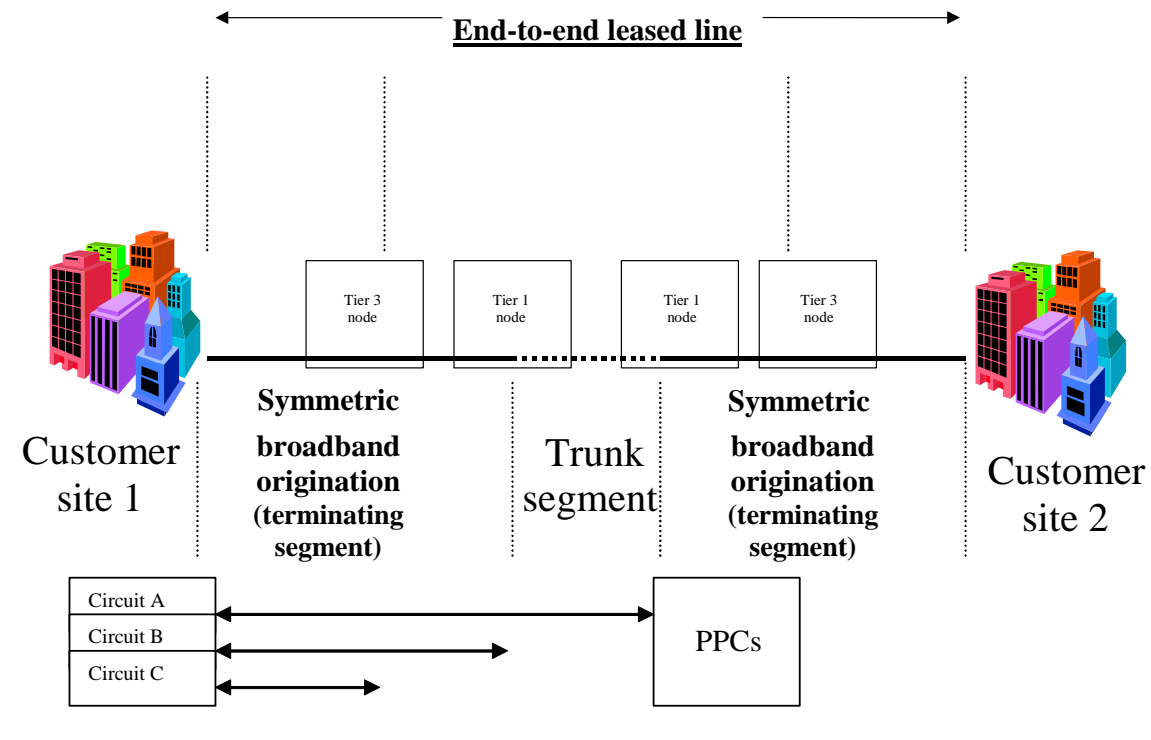 End-to-end leased line
Tier 3
node
Tier 1
node
Tier 1
node
Tier 3
node
Symmetric
broadband
origination
(terminating
segment)
Symmetric
broadband
origination
(terminating
segment)
Trunk
segment
Customer
site 1
Customer
site 2
Circuit A
Circuit B
Circuit C
PPCs